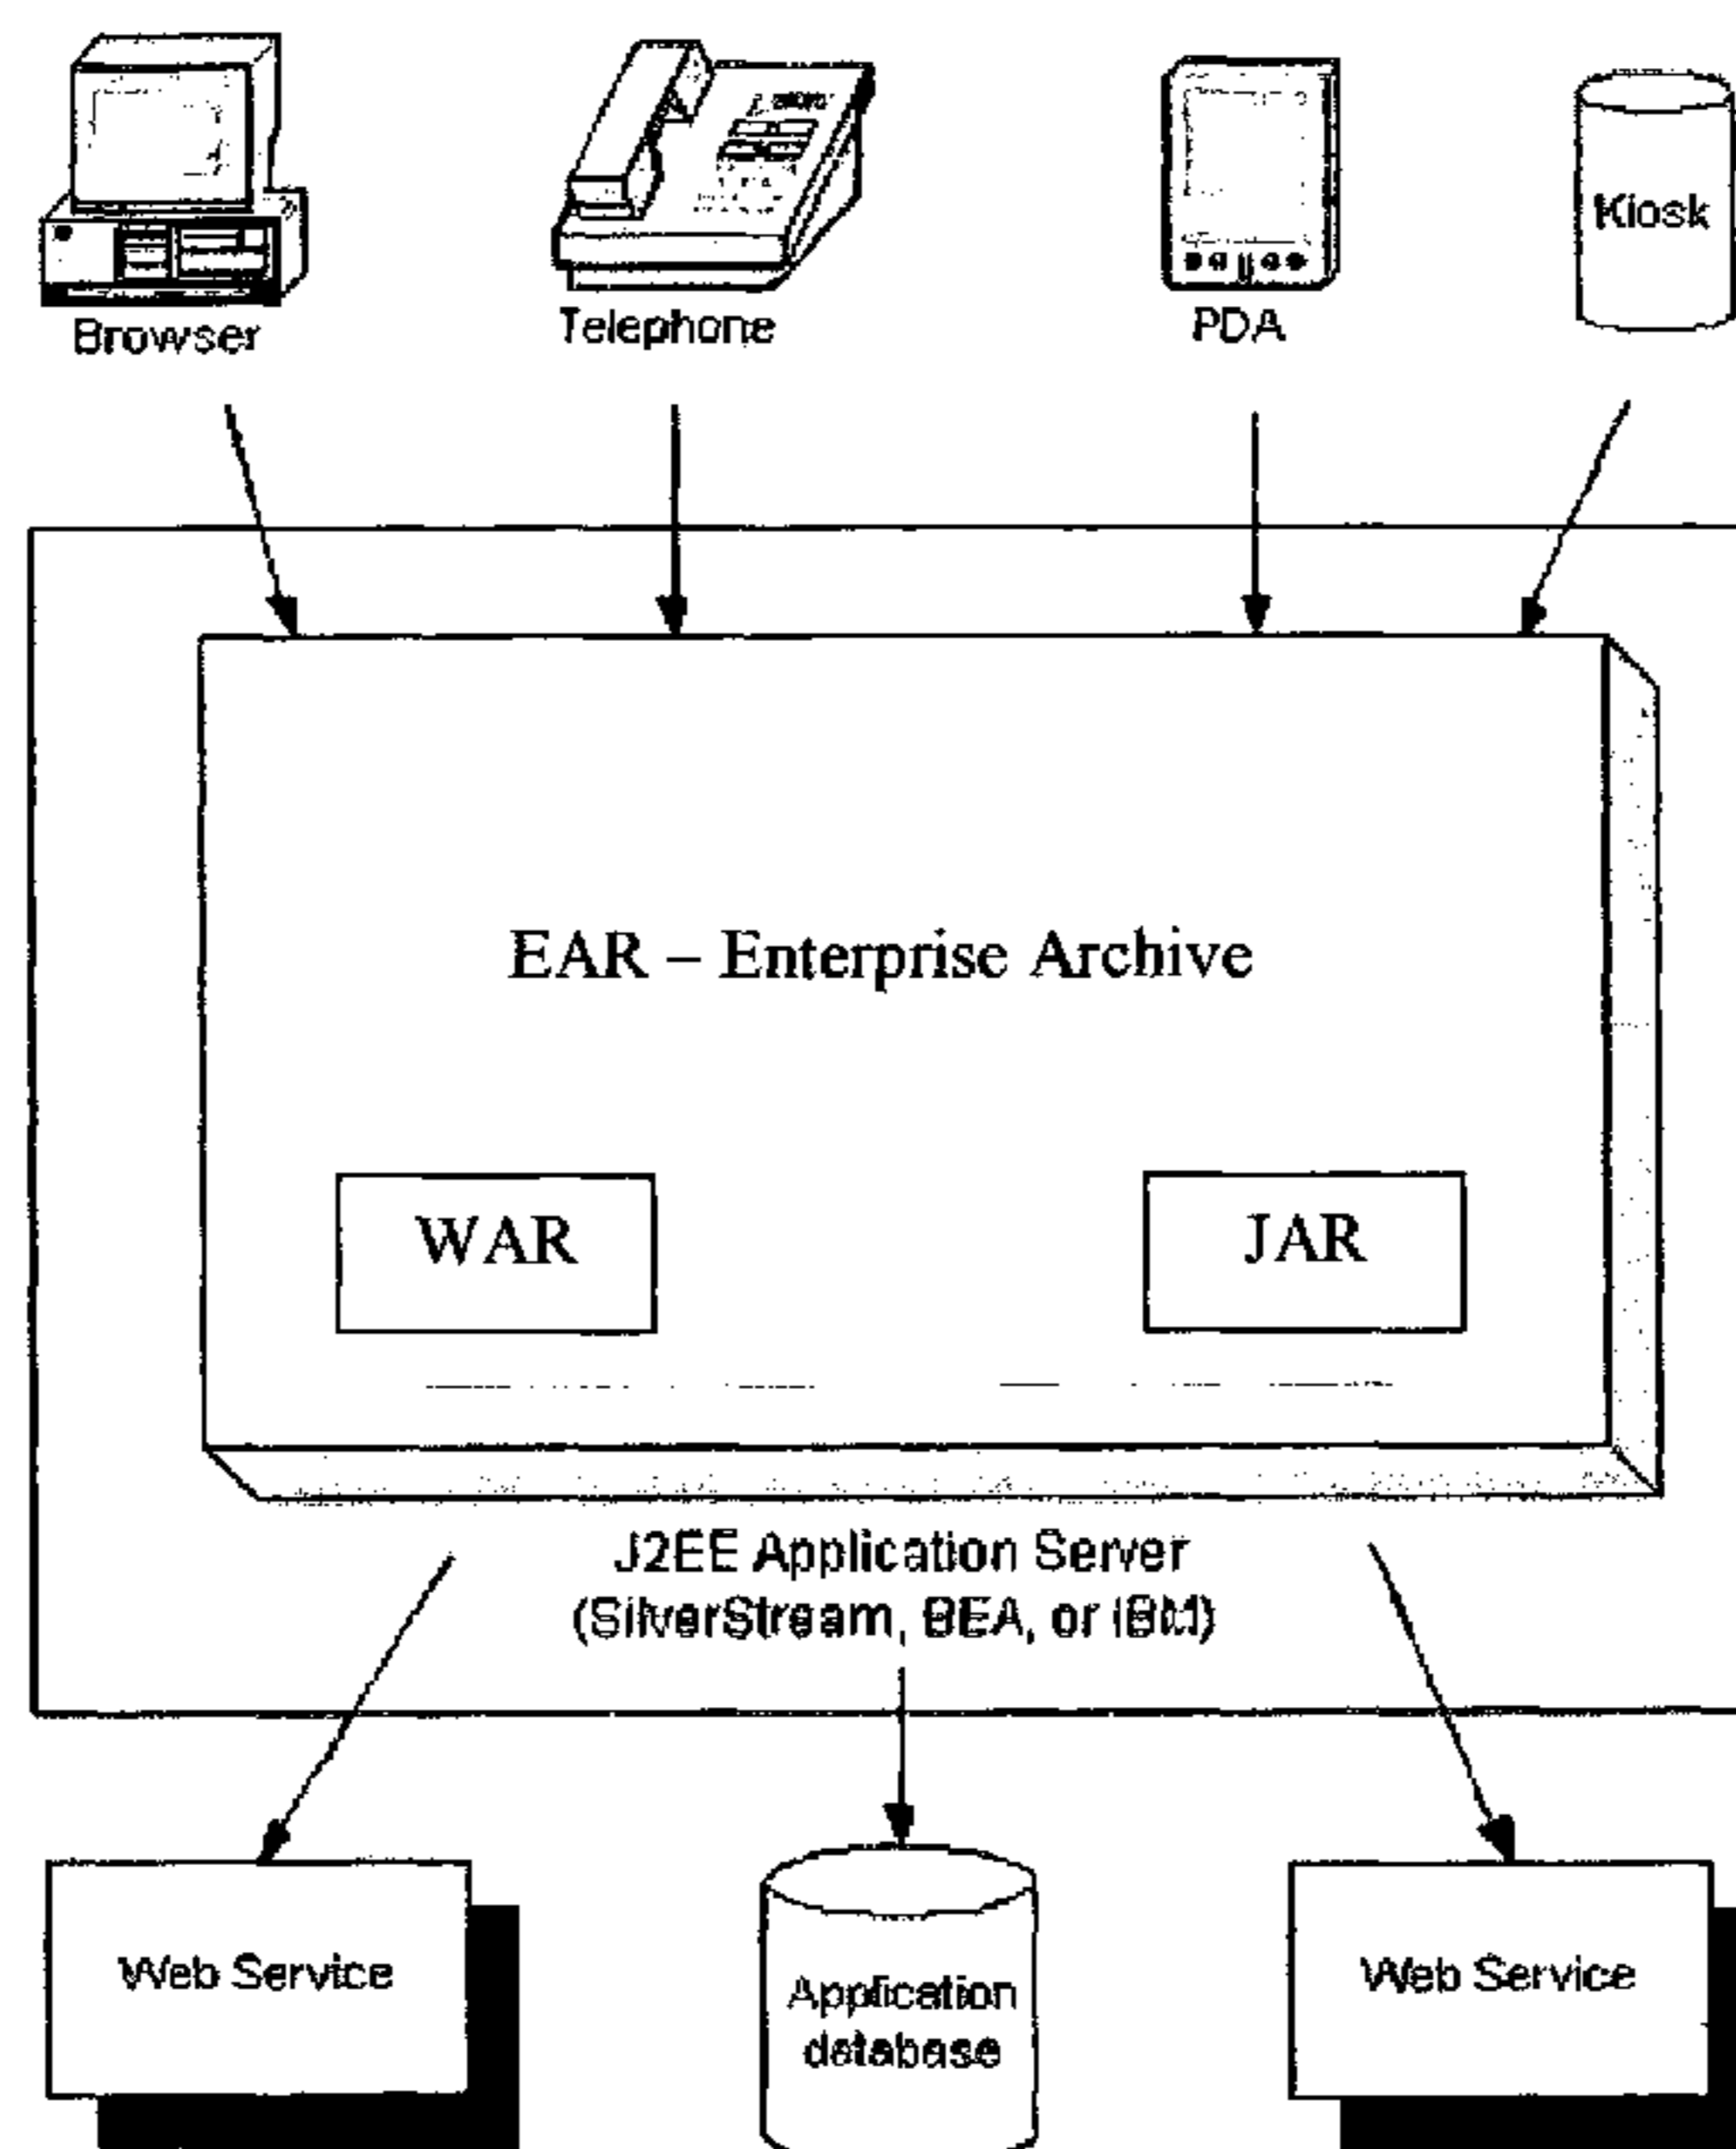 Kiosk
Browser
Telephone
PDA
EAR – Enterprise Archive
WAR
JAR
J2EE Application Server
(SilverStream, BEA, or IBM)
Web Service
Application
database
Web Service